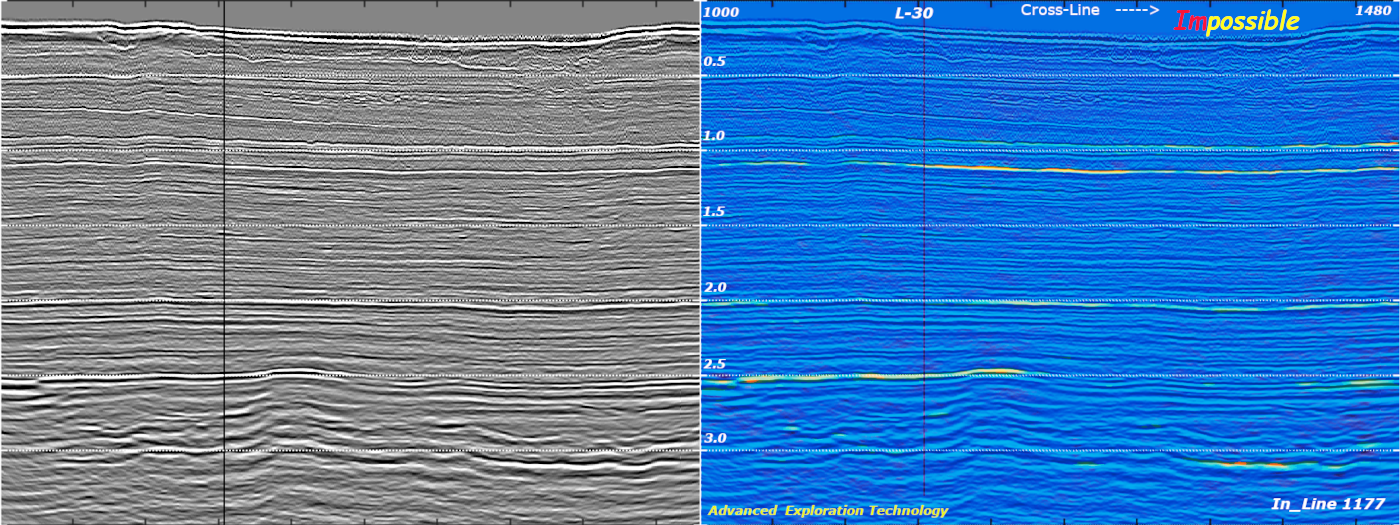 1000 L-30 Cross-Line -----> Impossible 1480
0.5
1.0
1.5
2.0
2.5
3.0
In_Line 1177
Advanced Exploration Technology